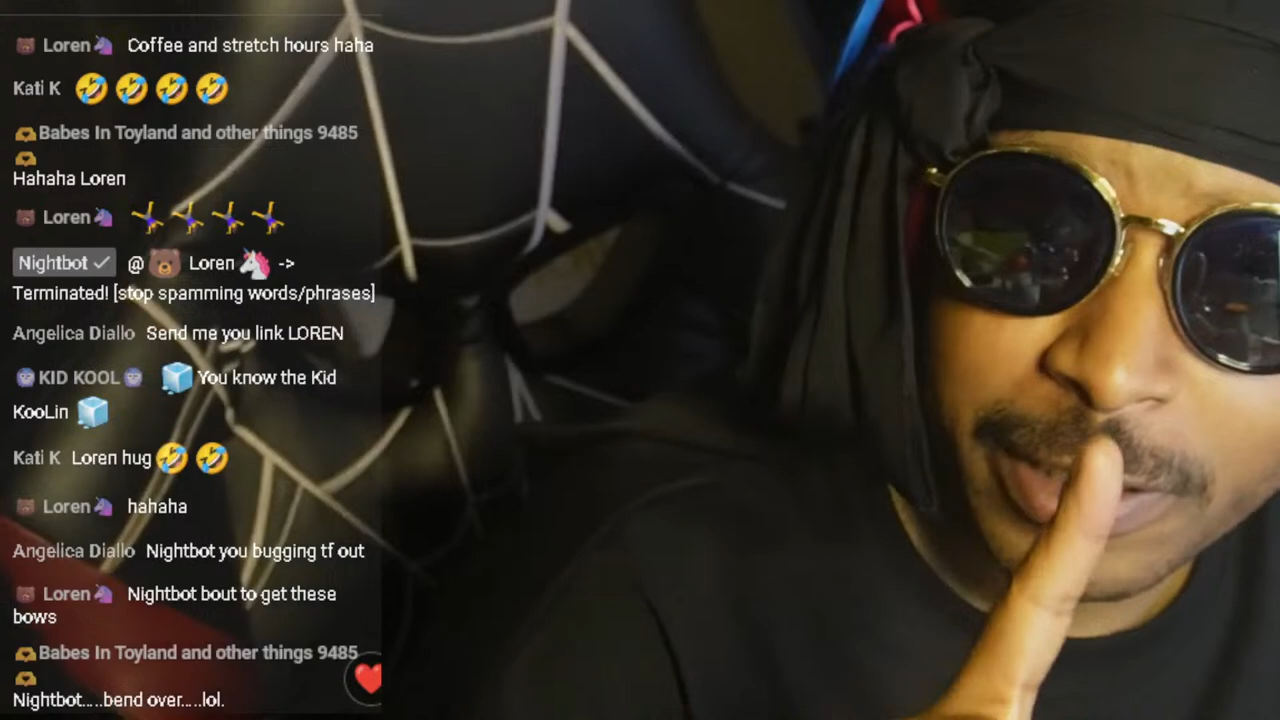 🐻 Loren🦄 Coffee and stretch hours haha
Kati K 🤣🤣🤣🤣
🫶Babes In Toyland and other things 9485
🫶
Hahaha Loren
🐻 Loren🦄 🤸‍♀️🤸‍♀️🤸‍♀️🤸‍♀️
Nightbot ✓ @🐻 Loren🦄 ->
Terminated! [stop spamming words/phrases]
Angelica Diallo Send me you link LOREN
KID KOOL 🧊You know the Kid
KooLin 🧊
Kati K Loren hug🤣🤣
🐻 Loren🦄 hahaha
Angelica Diallo Nightbot you bugging tf out
🐻 Loren🦄 Nightbot bout to get these
bows
🫶Babes In Toyland and other things 9485
🫶
Nightbot....bend over....lol.